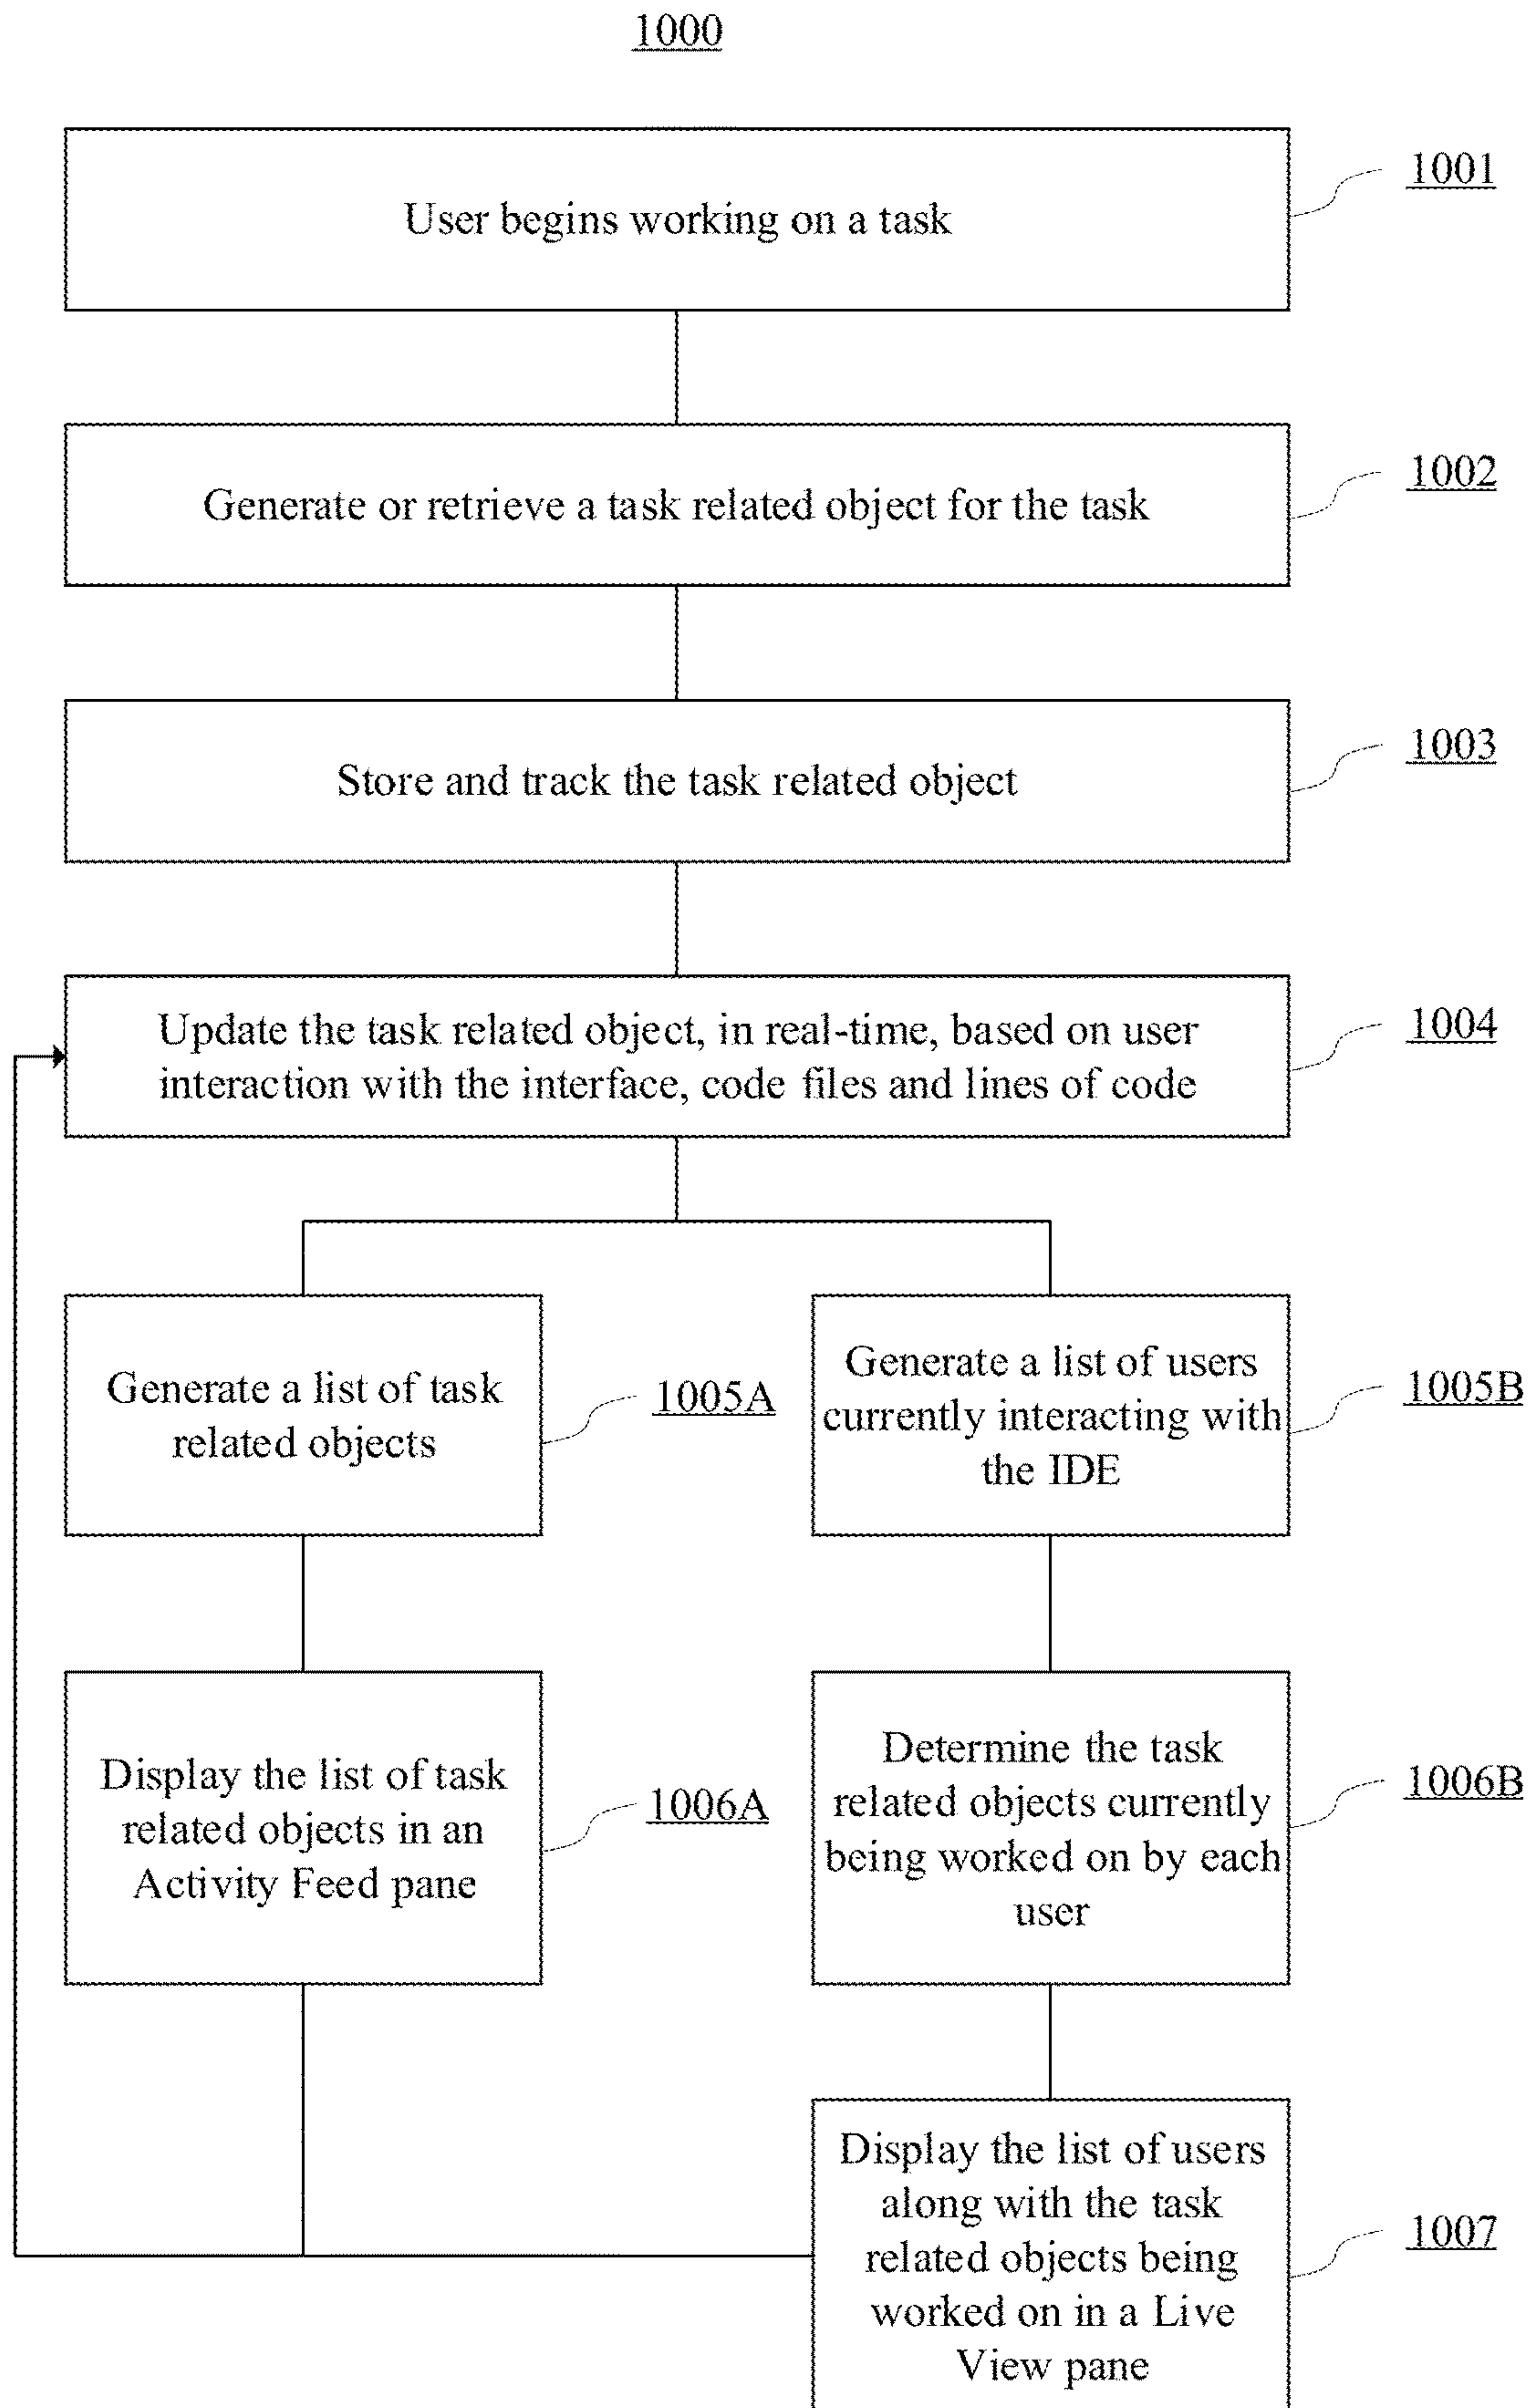 1000
User begins working on a task
1001
Generate or retrieve a task related object for the task
1002
Store and track the task related object
1003
Update the task related object, in real-time, based on user
interaction with the interface, code files and lines of code
1004
Generate a list of task
related objects
1005A
Generate a list of users
currently interacting with
the IDE
1005B
Display the list of task
related objects in an
Activity Feed pane
1006A
Determine the task
related objects currently
being worked on by each
user
1006B
Display the list of users
along with the task
related objects being
worked on in a Live
View pane
1007